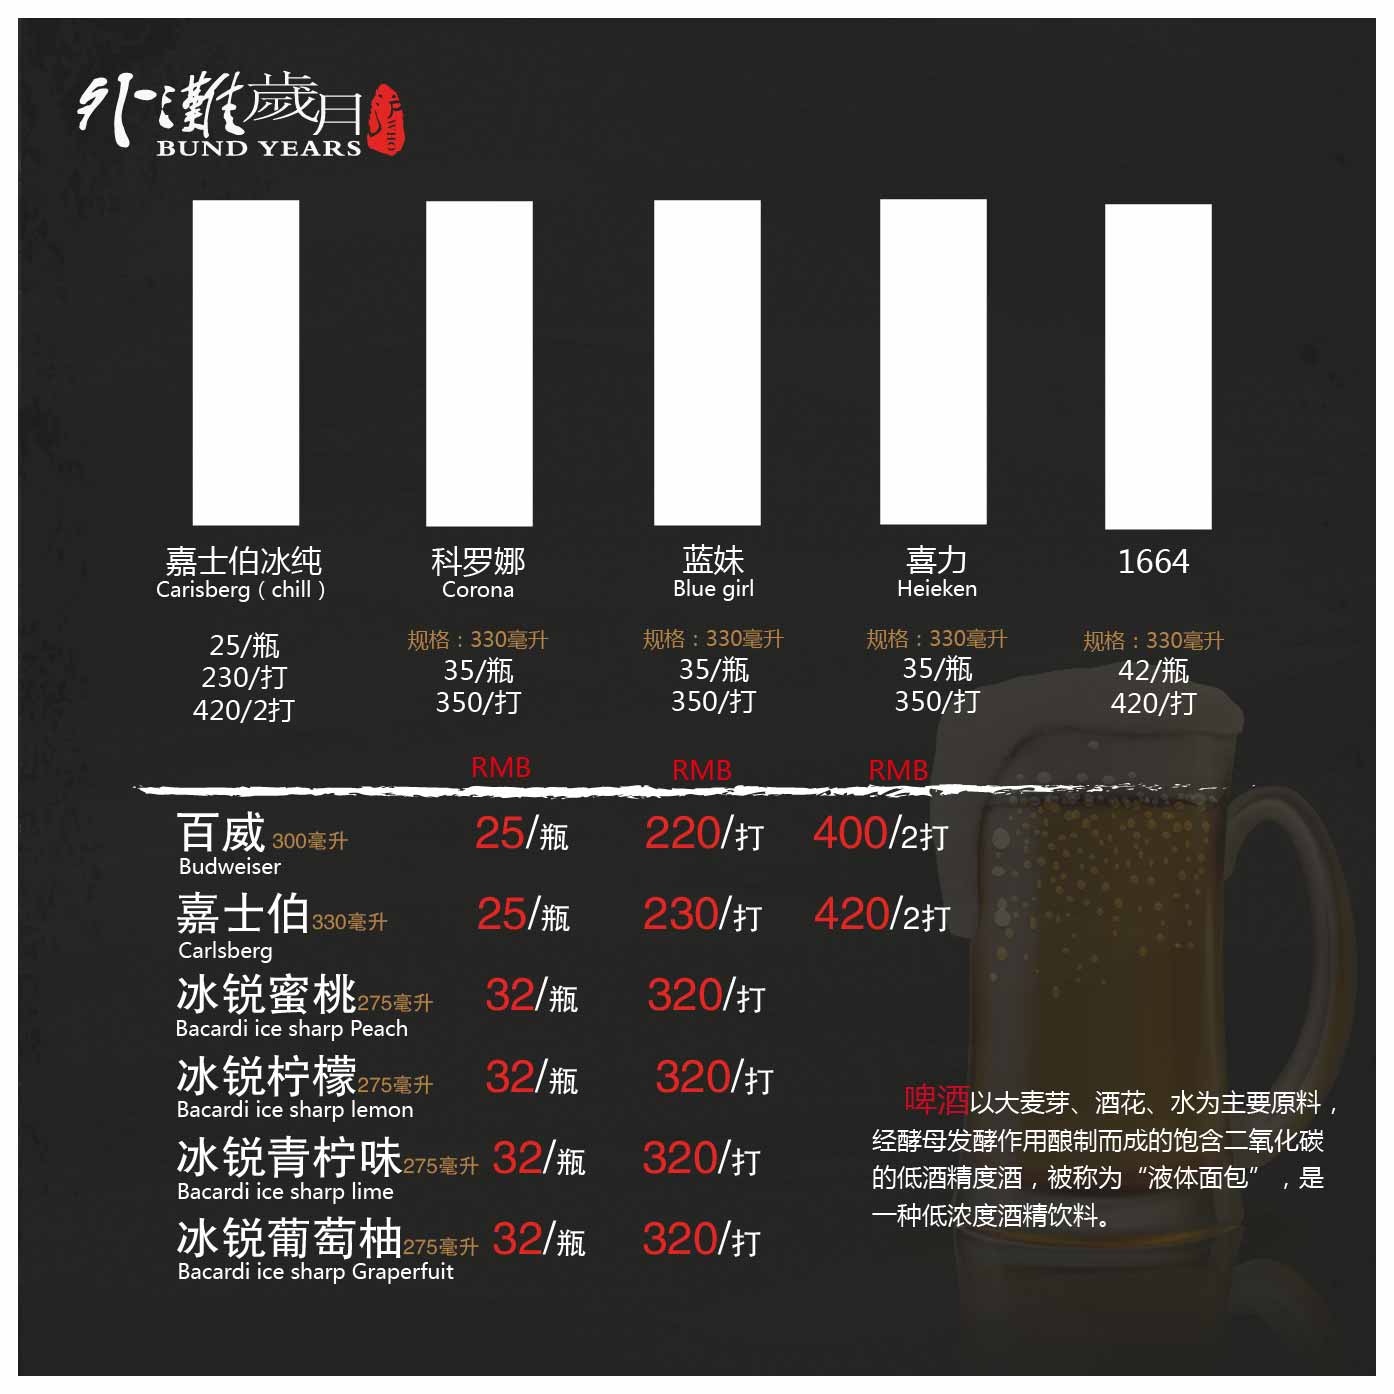 外灘歲月
BUND YEARS
嘉士伯冰纯
Carisberg（chill）
25/瓶
230/打
420/2打
科罗娜
Corona
规格：330毫升
35/瓶
350/打
蓝妹
Blue girl
规格：330毫升
35/瓶
350/打
喜力
Heieken
规格：330毫升
35/瓶
350/打
1664
规格：330毫升
42/瓶
420/打
RMB RMB RMB
百威 300毫升 25/瓶 220/打 400/2打
Budweiser
嘉士伯 330毫升 25/瓶 230/打 420/2打
Carlsberg
冰锐蜜桃 275毫升 32/瓶 320/打
Bacardi ice sharp Peach
冰锐柠檬 275毫升 32/瓶 320/打
Bacardi ice sharp lemon
冰锐青柠味 275毫升 32/瓶 320/打
Bacardi ice sharp lime
冰锐葡萄柚 275毫升 32/瓶 320/打
Bacardi ice sharp Graperfuit
啤酒以大麦芽、酒花、水为主要原料，
经酵母发酵作用酿制而成的饱含二氧化碳
的低酒精度酒，被称为“液体面包”，是
一种低浓度酒精饮料。